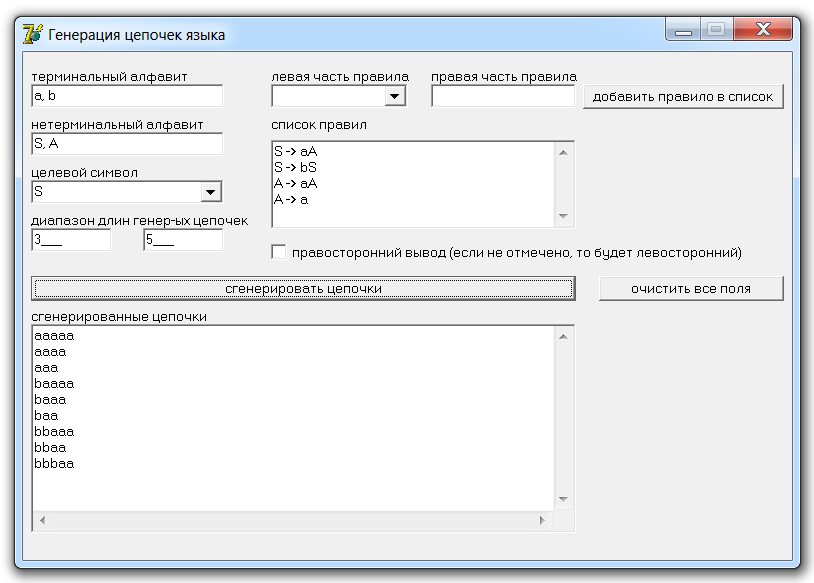 Генерация цепочек языка
терминальный алфавит
a, b
левая часть правила
правая часть правила
добавить правило в список
нетерминальный алфавит
S, A
список правил
S -> aA
S -> bS
A -> aA
A -> a
целевой символ
S
диапазон длин генер-ых цепочек
3___
5___
правосторонний вывод (если не отмечено, то будет левосторонний)
сгенерировать цепочки
очистить все поля
сгенерированные цепочки
aaaaa
aaaa
aaa
baaaa
baaa
baa
bbaaa
bbaa
bbbaa